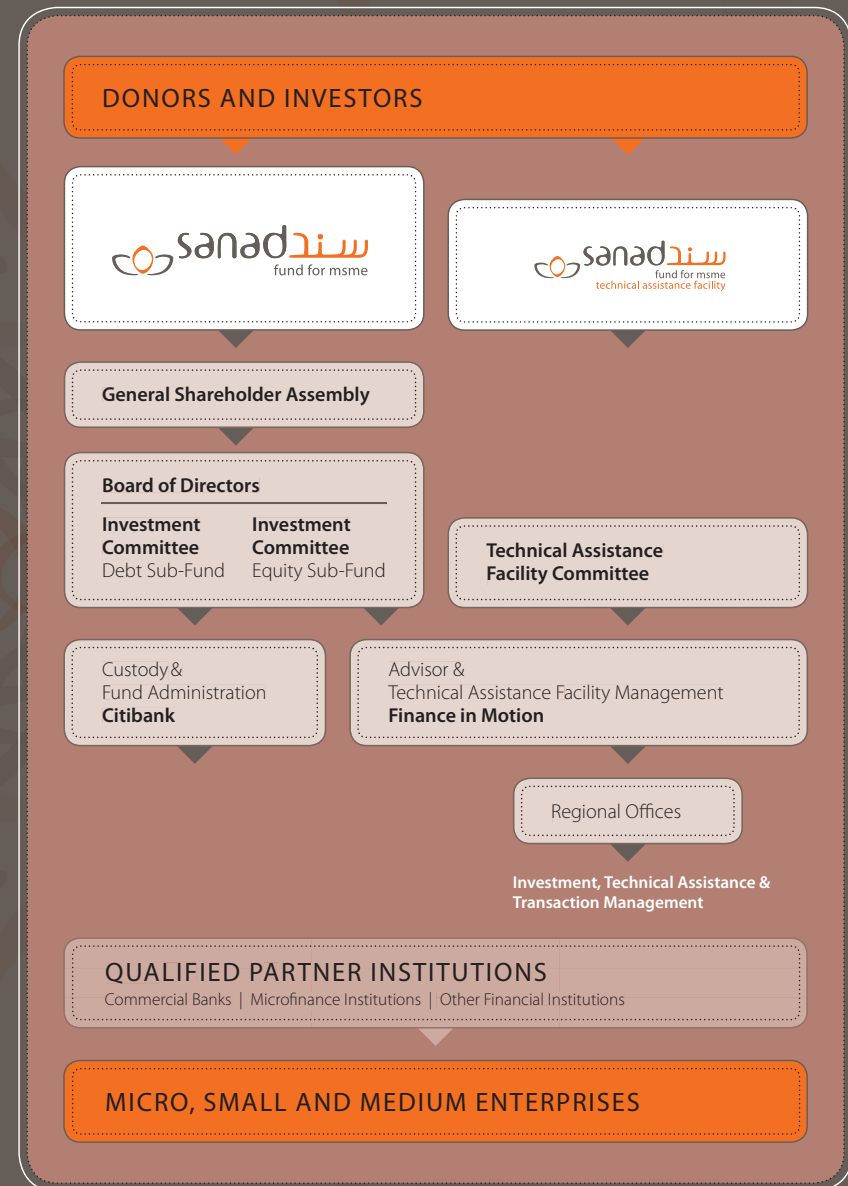 DONORS AND INVESTORS
sanad سند
fund for msme
sanad سند
fund for msme
technical assistance facility
General Shareholder Assembly
Board of Directors
Investment
Committee
Debt Sub-Fund
Investment
Committee
Equity Sub-Fund
Technical Assistance
Facility Committee
Custody &
Fund Administration
Citibank
Advisor &
Technical Assistance Facility Management
Finance in Motion
Regional Offices
Investment, Technical Assistance &
Transaction Management
QUALIFIED PARTNER INSTITUTIONS
Commercial Banks | Microfinance Institutions | Other Financial Institutions
MICRO, SMALL AND MEDIUM ENTERPRISES